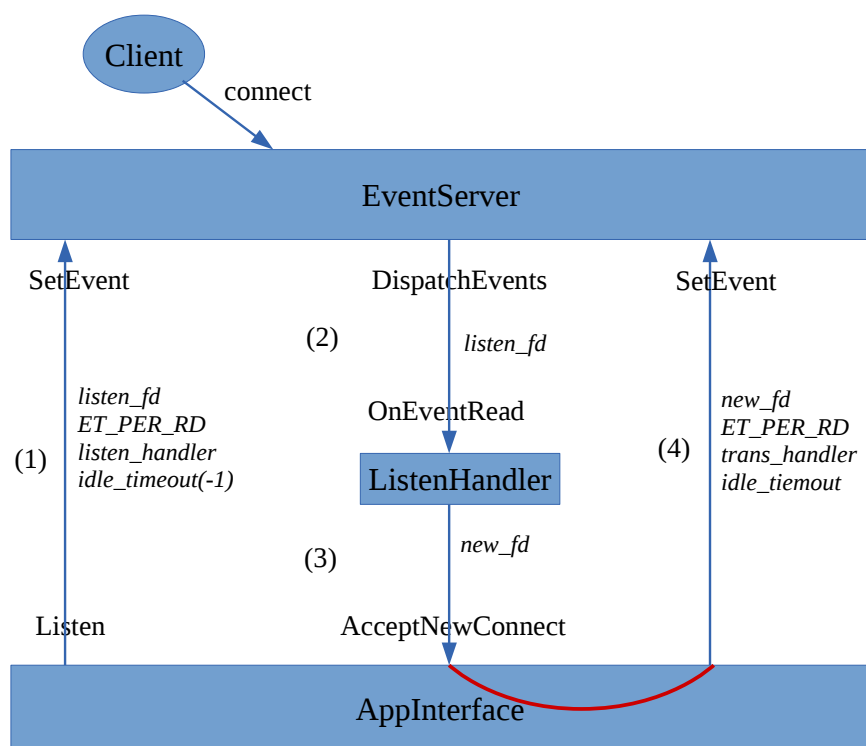 Client
connect
EventServer
SetEvent
DispatchEvents
SetEvent
(2)
listen_fd
listen_fd
ET_PER_RD
listen_handler
idle_timeout(-1)
(1)
OnEventRead
new_fd
ET_PER_RD
trans_handler
idle_tiemout
(4)
ListenHandler
new_fd
(3)
Listen
AcceptNewConnect
AppInterface